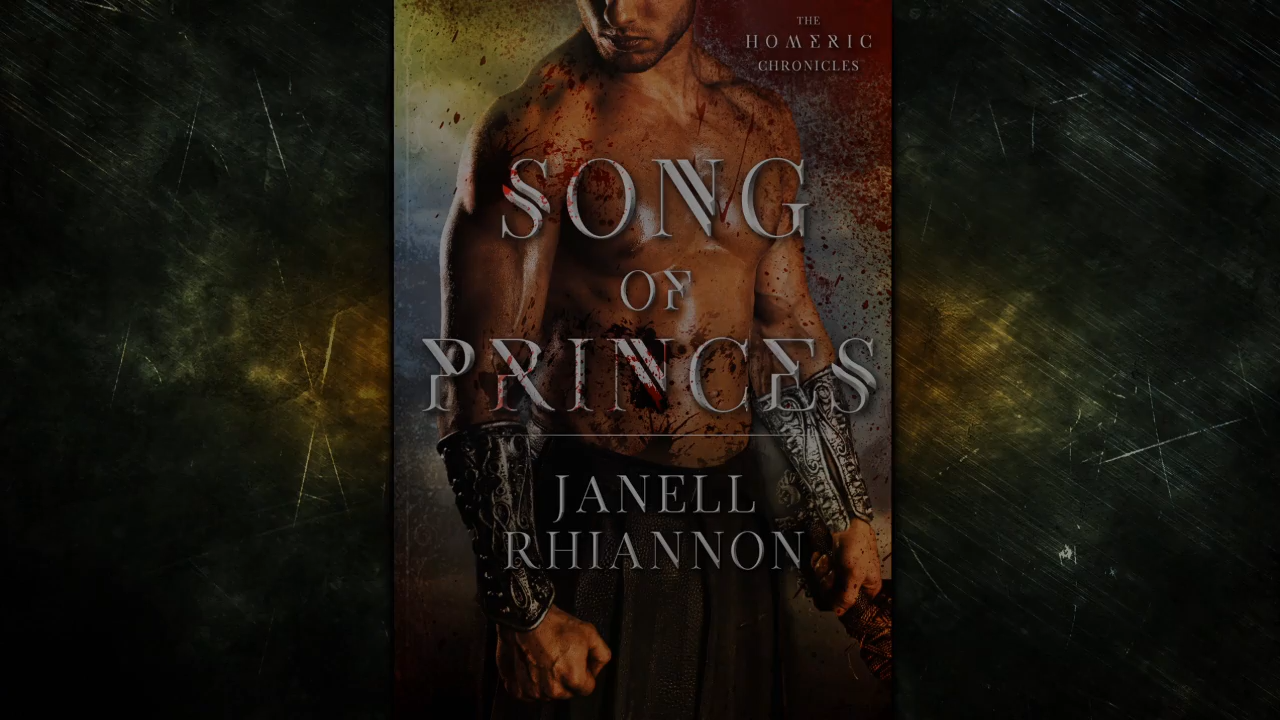 THE
HOMERIC
CHRONICLES
SONG
OF
PRINCES
JANELL
RHIANNON